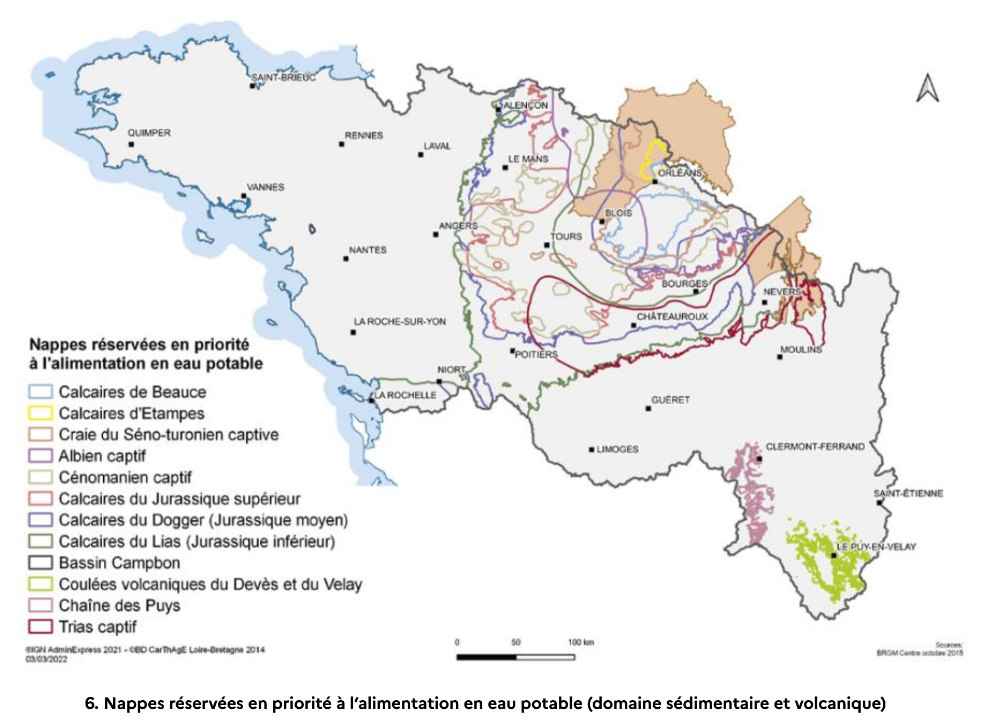 SAINT-BRIEUC
ALENÇON
QUIMPER
RENNES
LAVAL
LE MANS
ORLÉANS
VANNES
BLOIS
ANGERS
TOURS
NANTES
BOURGES
NEVERS
LA ROCHE-SUR-YON
CHÂTEAUROUX
POITIERS
MOULINS
NIORT
LA ROCHELLE
GUÉRET
LIMOGES
CLERMONT-FERRAND
SAINT-ÉTIENNE
LE PUY-EN-VELAY
Nappes réservées en priorité
à l'alimentation en eau potable
Calcaires de Beauce
Calcaires d'Etampes
Craie du Séno-turonien captive
Albien captif
Cénomanien captif
Calcaires du Jurassique supérieur
Calcaires du Dogger (Jurassique moyen)
Calcaires du Lias (Jurassique inférieur)
Bassin Campbon
Coulées volcaniques du Devès et du Velay
Chaîne des Puys
Trias captif
©IGN AdminExpress 2021 - ©BD CarThAgE Loire-Bretagne 2014
03/03/2022
0 50 100 km
Sources:
BRGM Centre octobre 2015
6. Nappes réservées en priorité à l'alimentation en eau potable (domaine sédimentaire et volcanique)